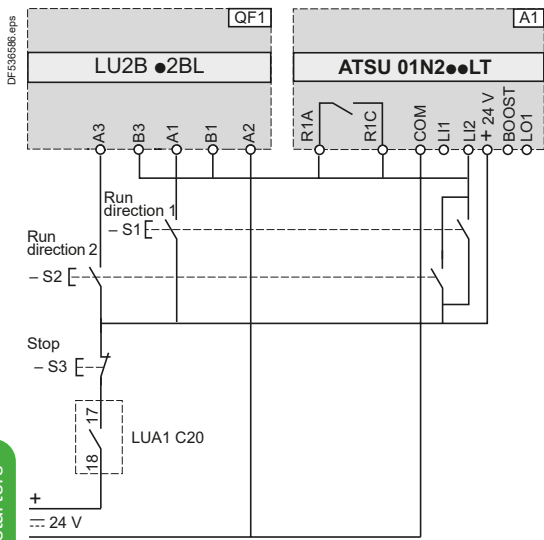 DF536586.eps
QF1
A1
LU2B ●2BL
ATSU 01N2●●LT
A3
B3
A1
B1
A2
R1A
R1C
COM
LI1
LI2
+ 24 V
BOOST
LO1
Run
direction 1
– S1
Run
direction 2
– S2
Stop
– S3
17
18
LUA1 C20
+
24 V